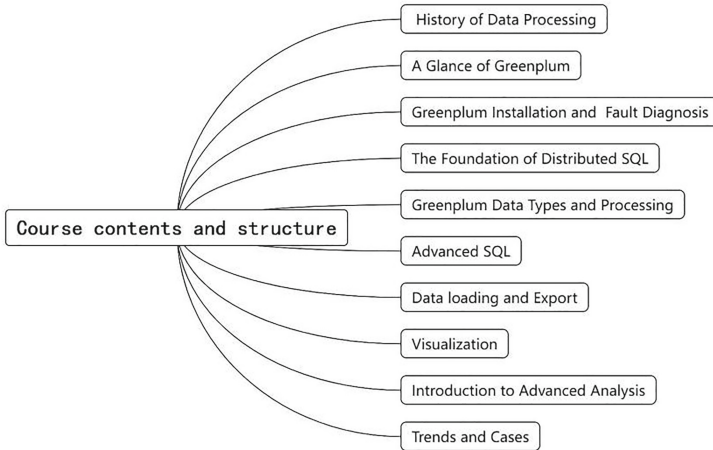 History of Data Processing
A Glance of Greenplum
Greenplum Installation and Fault Diagnosis
The Foundation of Distributed SQL
Greenplum Data Types and Processing
Course contents and structure
Advanced SQL
Data loading and Export
Visualization
Introduction to Advanced Analysis
Trends and Cases